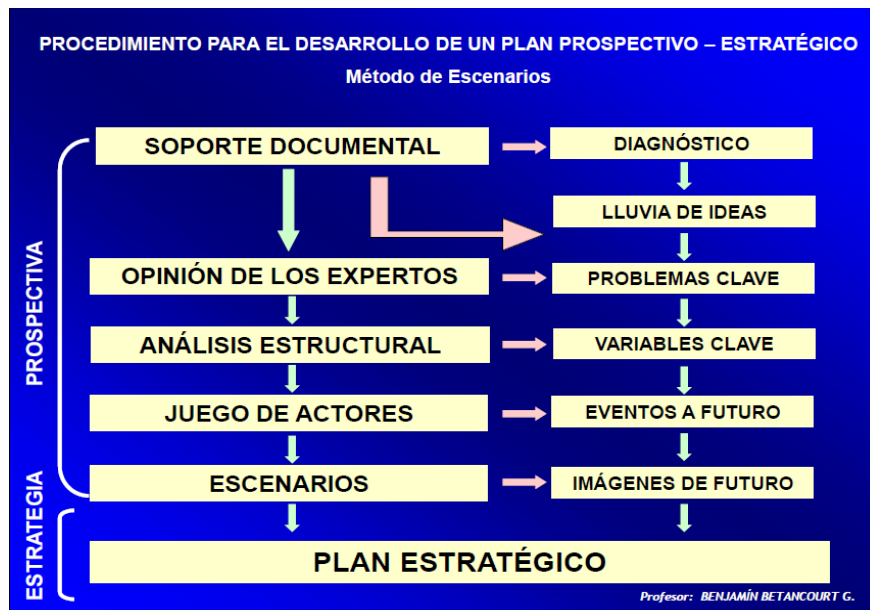 PROCEDIMIENTO PARA EL DESARROLLO DE UN PLAN PROSPECTIVO – ESTRATÉGICO
Método de Escenarios
SOPORTE DOCUMENTAL
DIAGNÓSTICO
LLUVIA DE IDEAS
OPINIÓN DE LOS EXPERTOS
PROBLEMAS CLAVE
ANÁLISIS ESTRUCTURAL
VARIABLES CLAVE
JUEGO DE ACTORES
EVENTOS A FUTURO
ESCENARIOS
IMÁGENES DE FUTURO
PROSPECTIVA
ESTRATEGIA
PLAN ESTRATÉGICO
Profesor: BENJAMÍN BETANCOURT G.